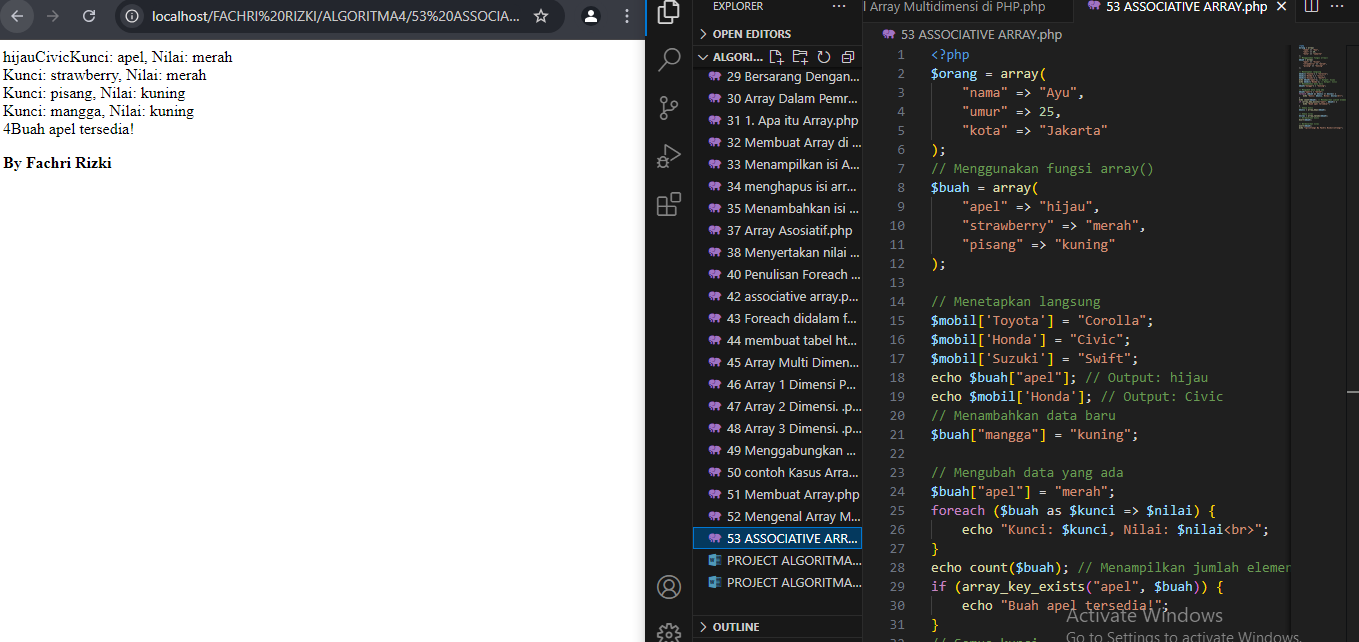 localhost/FACHRI%20RIZKI/ALGORITMA4/53%20ASSOCIA...
hijauCivicKunci: apel, Nilai: merah
Kunci: strawberry, Nilai: merah
Kunci: pisang, Nilai: kuning
Kunci: mangga, Nilai: kuning
4Buah apel tersedia!
By Fachri Rizki
EXPLORER
OPEN EDITORS
ALGORI...
29 Bersarang Dengan...
30 Array Dalam Pemr...
31 1. Apa itu Array.php
32 Membuat Array di ...
33 Menampilkan isi A...
34 menghapus isi arr...
35 Menambahkan isi ...
37 Array Asosiatif.php
38 Menyertakan nilai ...
40 Penulisan Foreach ...
42 associative array.p...
43 Foreach didalam f...
44 membuat tabel ht...
45 Array Multi Dimen...
46 Array 1 Dimensi P...
47 Array 2 Dimensi. .p...
48 Array 3 Dimensi. .p...
49 Menggabungkan ...
50 contoh Kasus Arra...
51 Membuat Array.php
52 Mengenal Array M...
53 ASSOCIATIVE ARR...
PROJECT ALGORITMA...
PROJECT ALGORITMA...
OUTLINE
l Array Multidimensi di PHP.php
53 ASSOCIATIVE ARRAY.php
53 ASSOCIATIVE ARRAY.php
1 <?php
2 $orang = array(
3 "nama" => "Ayu",
4 "umur" => 25,
5 "kota" => "Jakarta"
6 );
7 // Menggunakan fungsi array()
8 $buah = array(
9 "apel" => "hijau",
10 "strawberry" => "merah",
11 "pisang" => "kuning"
12 );
13
14 // Menetapkan langsung
15 $mobil['Toyota'] = "Corolla";
16 $mobil['Honda'] = "Civic";
17 $mobil['Suzuki'] = "Swift";
18 echo $buah["apel"]; // Output: hijau
19 echo $mobil['Honda']; // Output: Civic
20 // Menambahkan data baru
21 $buah["mangga"] = "kuning";
22
23 // Mengubah data yang ada
24 $buah["apel"] = "merah";
25 foreach ($buah as $kunci => $nilai) {
26 echo "Kunci: $kunci, Nilai: $nilai<br>";
27 }
28 echo count($buah); // Menampilkan jumlah elemen
29 if (array_key_exists("apel", $buah)) {
30 echo "Buah apel tersedia!";
31 }
Activate Windows
Go to Settings to activate Windows.